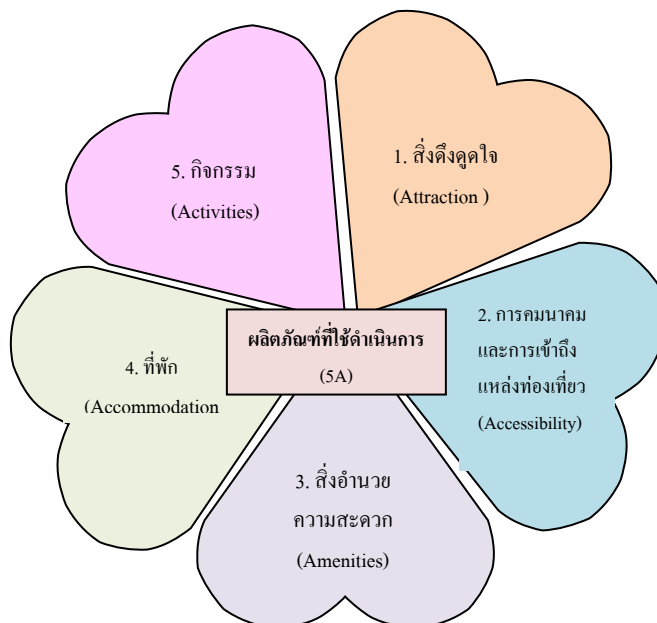 1. สิ่งดึงดูดใจ
(Attraction )
2. การคมนาคม
และการเข้าถึง
แหล่งท่องเที่ยว
(Accessibility)
3. สิ่งอำนวย
ความสะดวก
(Amenities)
4. ที่พัก
(Accommodation
5. กิจกรรม
(Activities)
ผลิตภัณฑ์ที่ใช้ดำเนินการ
(5A)